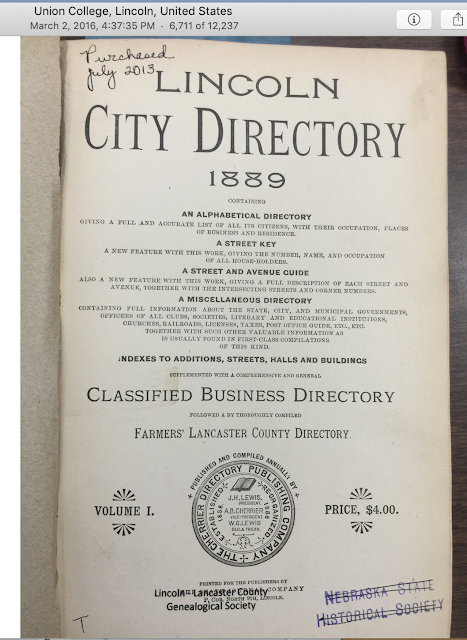 Union College, Lincoln, United States
March 2, 2016, 4:37:35 PM · 6,711 of 12,237
Purchased
July 2013
LINCOLN
CITY DIRECTORY
1889
CONTAINING
AN ALPHABETICAL DIRECTORY
GIVING A FULL AND ACCURATE LIST OF ALL ITS CITIZENS, WITH THEIR OCCUPATION, PLACES
OF BUSINESS AND RESIDENCE.
A STREET KEY
A NEW FEATURE WITH THIS WORK, GIVING THE NUMBER, NAME, AND OCCUPATION
OF ALL HOUSE-HOLDERS.
A STREET AND AVENUE GUIDE
ALSO A NEW FEATURE WITH THIS WORK, GIVING A FULL DESCRIPTION OF EACH STREET AND
AVENUE, TOGETHER WITH THE INTERSECTING STREETS AND CORNER NUMBERS.
A MISCELLANEOUS DIRECTORY
CONTAINING FULL INFORMATION ABOUT THE STATE, CITY, AND MUNICIPAL GOVERNMENTS,
OFFICERS OF ALL CLUBS, SOCIETIES, LITERARY AND EDUCATIONAL INSTITUTIONS,
CHURCHES, RAILROADS, LICENSES, TAXES, POST OFFICE GUIDE, ETC., ETC.
TOGETHER WITH SUCH OTHER VALUABLE INFORMATION AS
IS USUALLY FOUND IN FIRST-CLASS COMPILATIONS
OF THIS KIND.
INDEXES TO ADDITIONS, STREETS, HALLS AND BUILDINGS
SUPPLEMENTED WITH A COMPREHENSIVE AND GENERAL
CLASSIFIED BUSINESS DIRECTORY
FOLLOWED A BY THOROUGHLY COMPILED
FARMERS' LANCASTER COUNTY DIRECTORY.
PUBLISHED AND COMPILED ANNUALLY BY
THE CHERRIER DIRECTORY PUBLISHING COMPANY
ESTABLISHED 1858
REORGANIZED 1888
J.H. LEWIS,
PRESIDENT,
A.B. CHERRIER
VICE-PRESIDENT.
W.G. LEWIS
SEC. & TREAS.
VOLUME I.
PRICE, $4.00.
PRINTED FOR THE PUBLISHERS BY
COMPANY
Lincoln-Lancaster County
Genealogical Society
NEBRASKA STATE
HISTORICAL SOCIETY
T